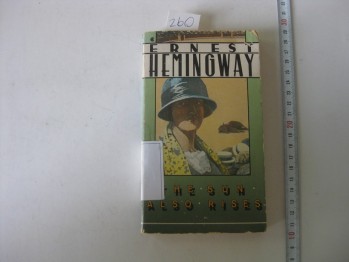 260
ERNEST
HEMINGWAY
THE SUN
ALSO RISES